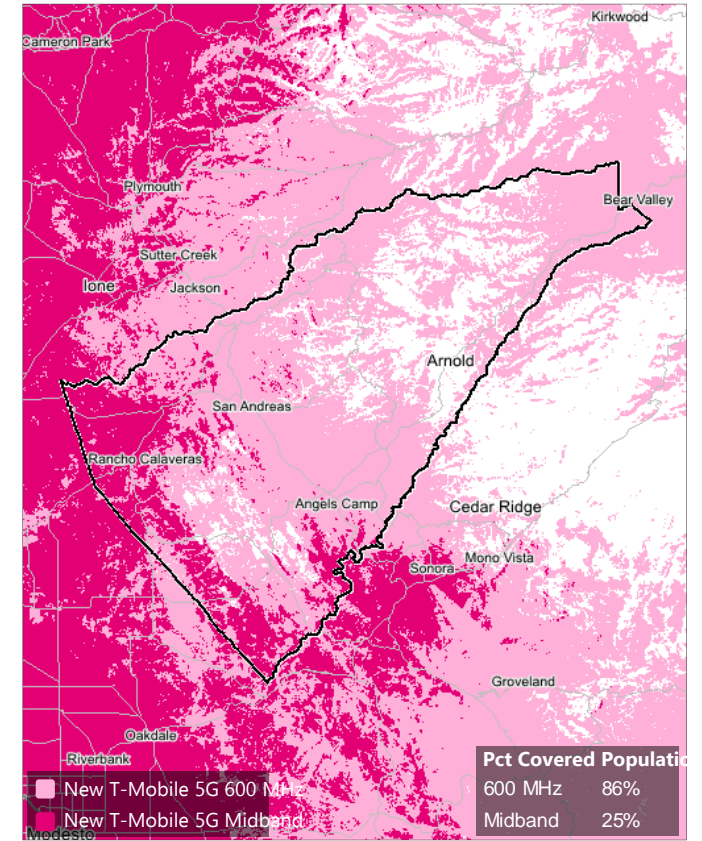 Kirkwood
Cameron Park
Plymouth
Bear Valley
Sutter Creek
Ione
Jackson
Arnold
San Andreas
Rancho Calaveras
Angels Camp
Cedar Ridge
Mono Vista
Sonora
Groveland
Oakdale
Riverbank
Pct Covered Populatio
New T-Mobile 5G 600 MHz
600 MHz 86%
New T-Mobile 5G Midband
Midband 25%
Modesto